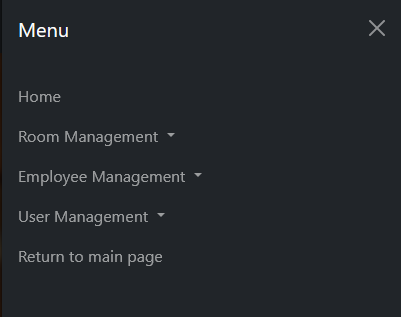 Menu
Home
Room Management
Employee Management
User Management
Return to main page